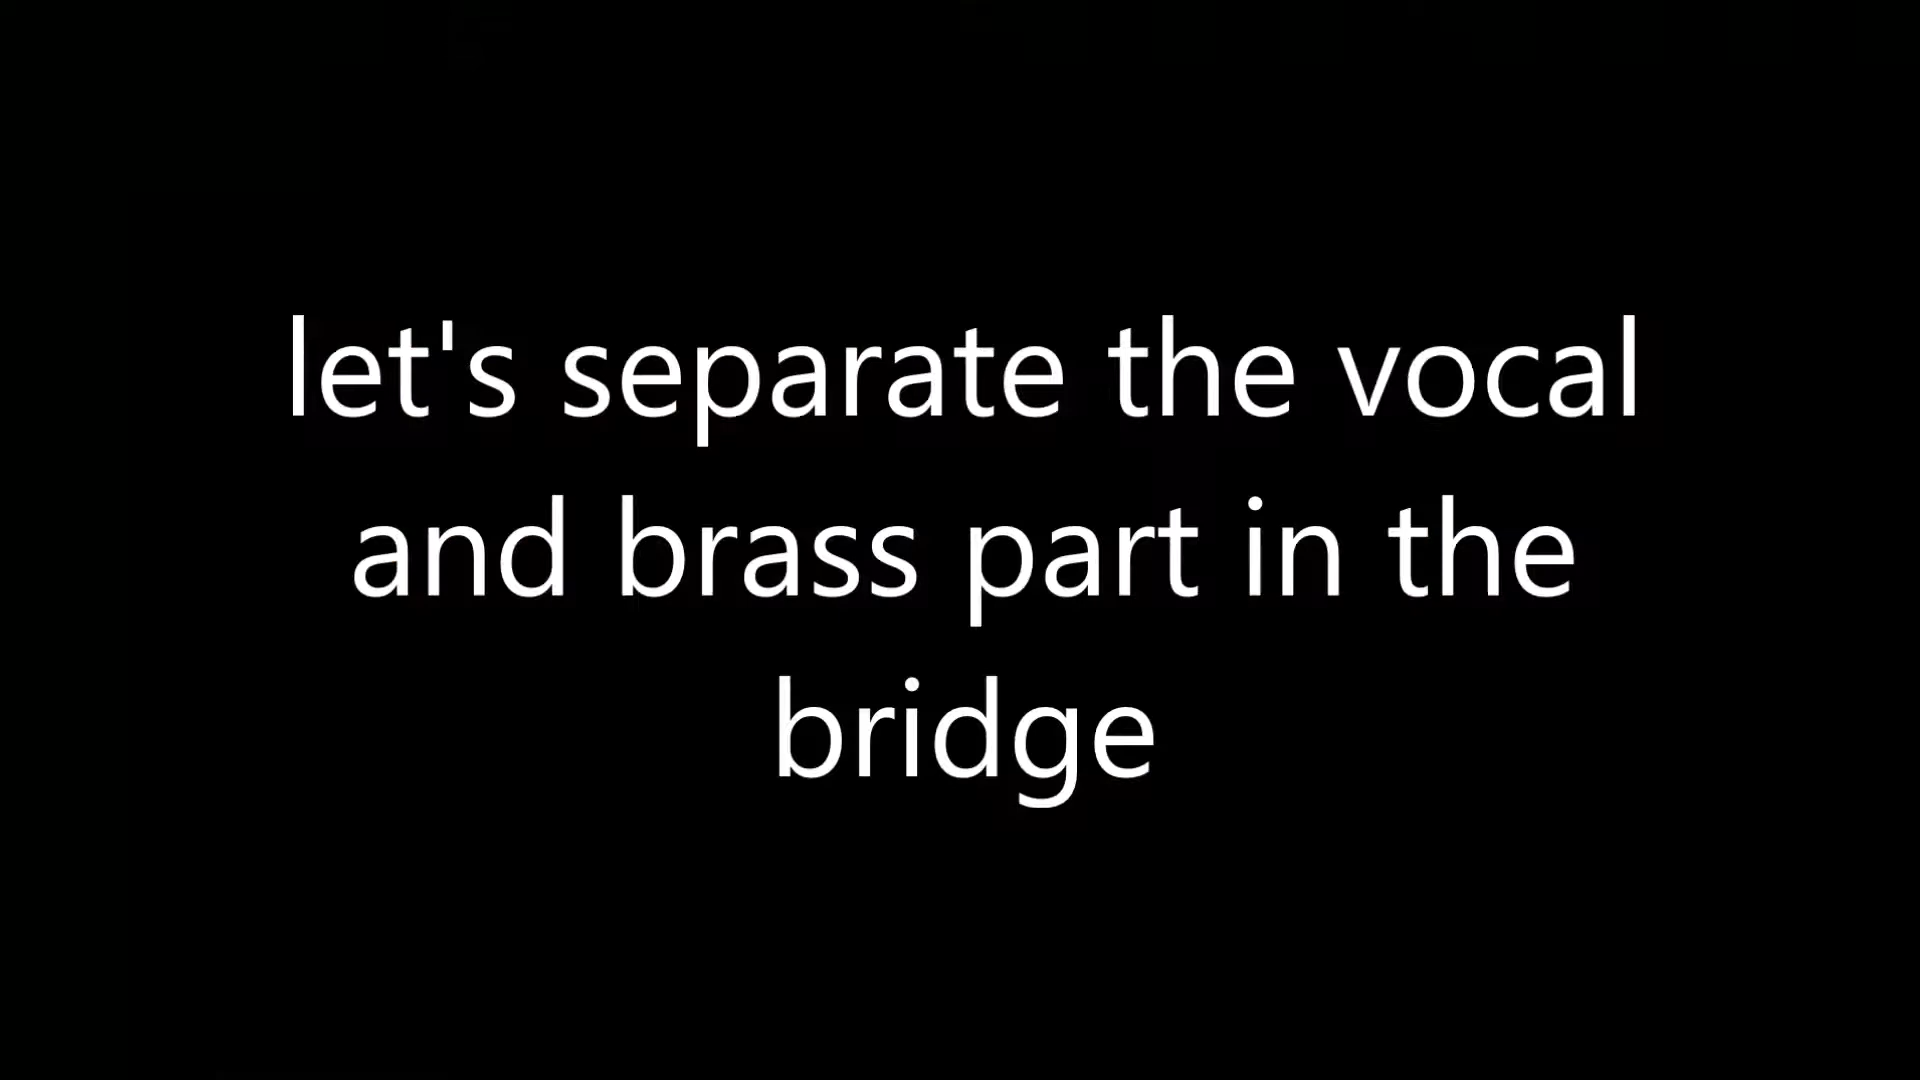 let's separate the vocal
and brass part in the
bridge